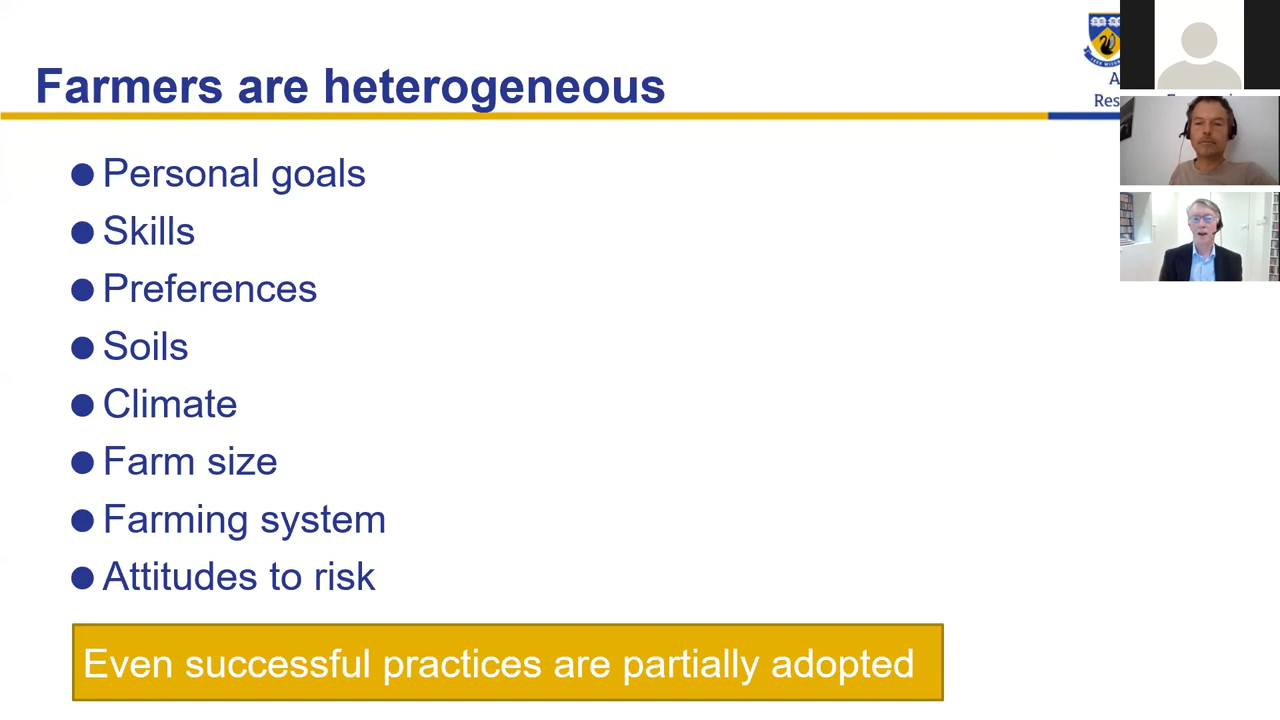 Farmers are heterogeneous
Personal goals
Skills
Preferences
Soils
Climate
Farm size
Farming system
Attitudes to risk
Even successful practices are partially adopted